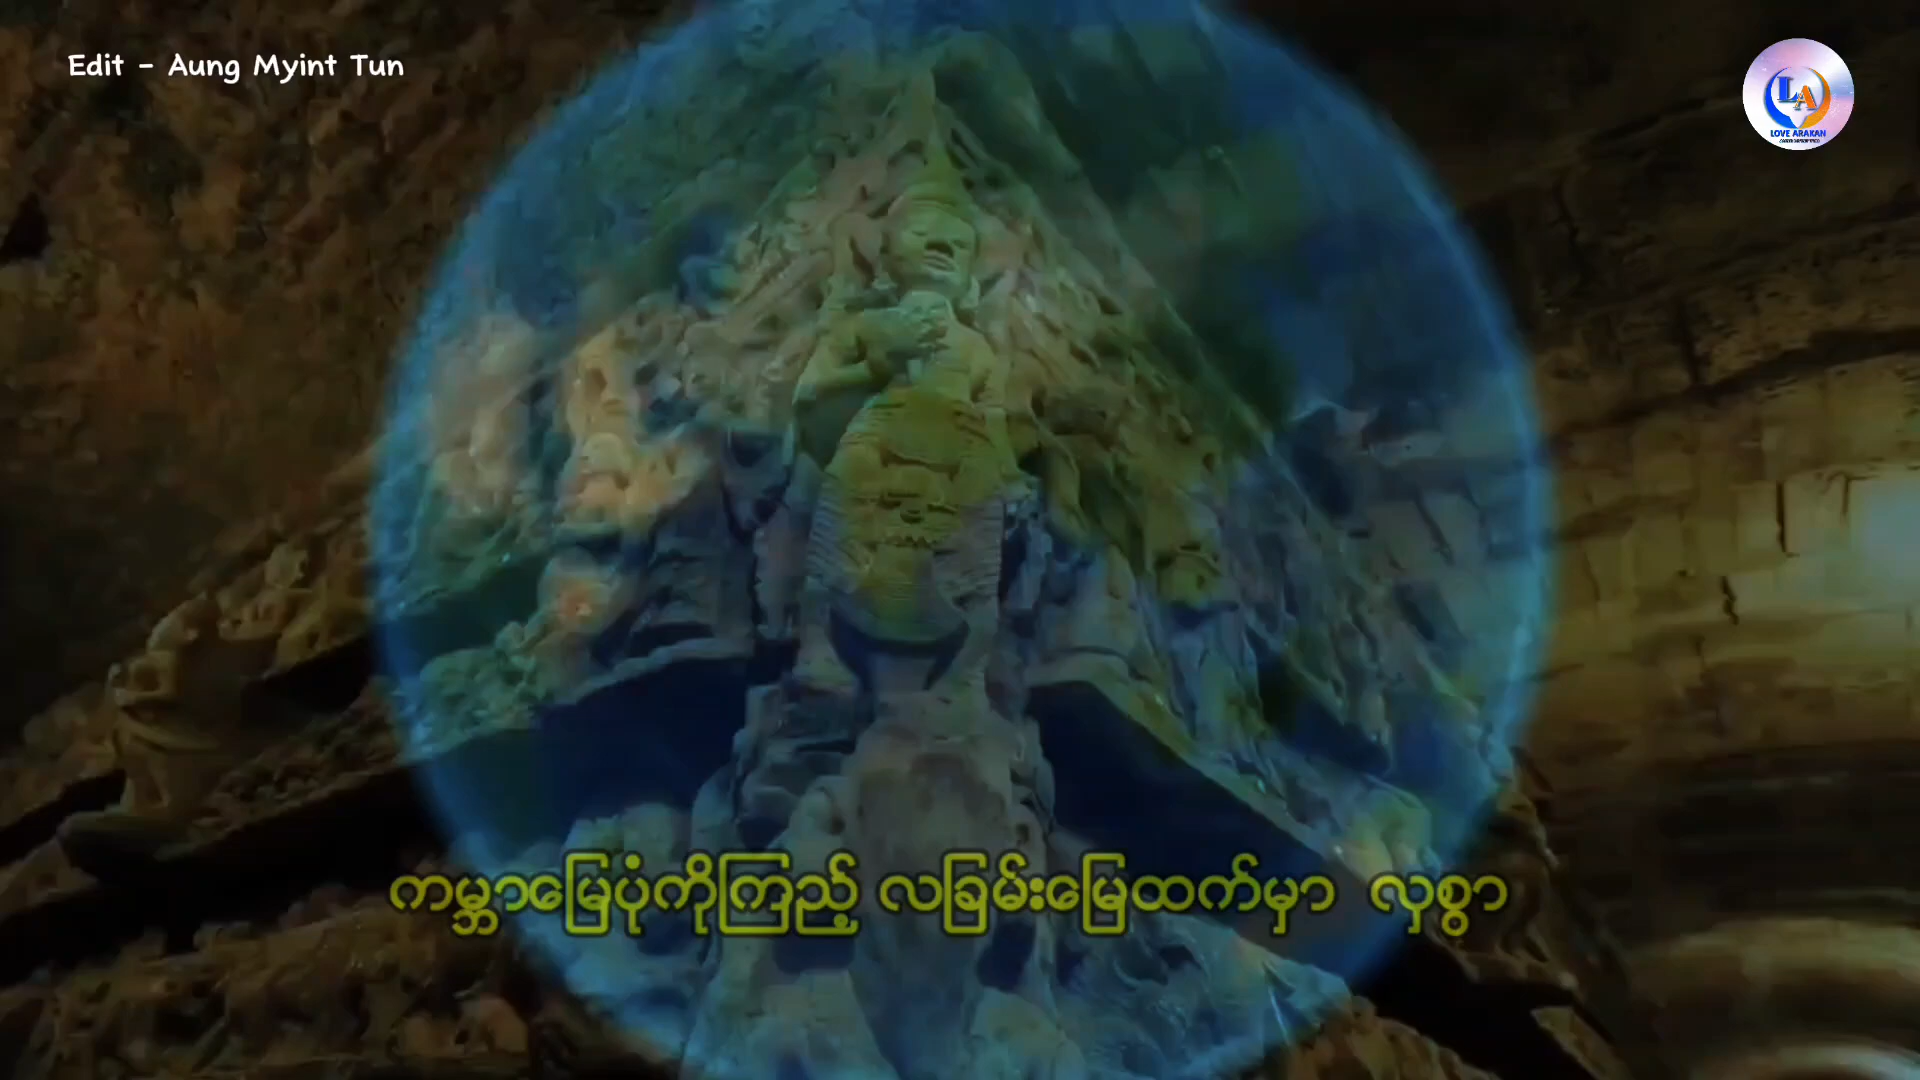 Edit - Aung Myint Tun
LA
LOVE ARAKAN
ကမ္ဘာမြေပုံကိုကြည့် လခြမ်းမြေထက်မှာ လှစွာ